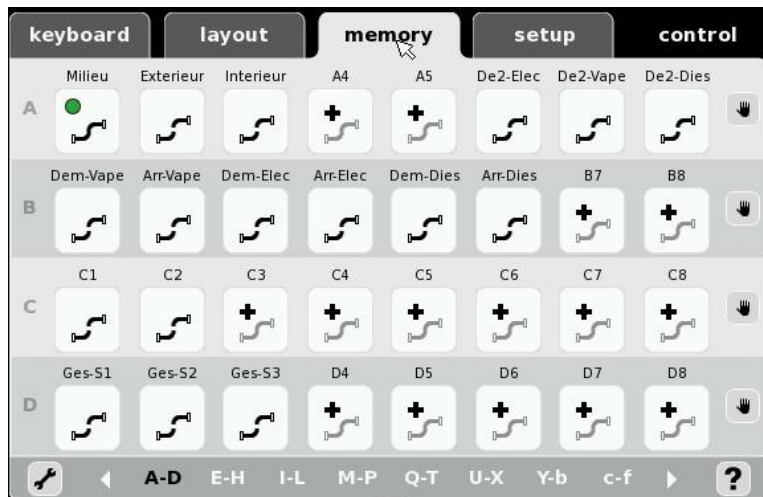 keyboard layout memory setup control
Milieu Exterieur Interieur A4 A5 De2-Elec De2-Vape De2-Dies
A
Dem-Vape Arr-Vape Dem-Elec Arr-Elec Dem-Dies Arr-Dies B7 B8
B
C1 C2 C3 C4 C5 C6 C7 C8
C
Ges-S1 Ges-S2 Ges-S3 D4 D5 D6 D7 D8
D
A-D E-H I-L M-P Q-T U-X Y-b c-f ?